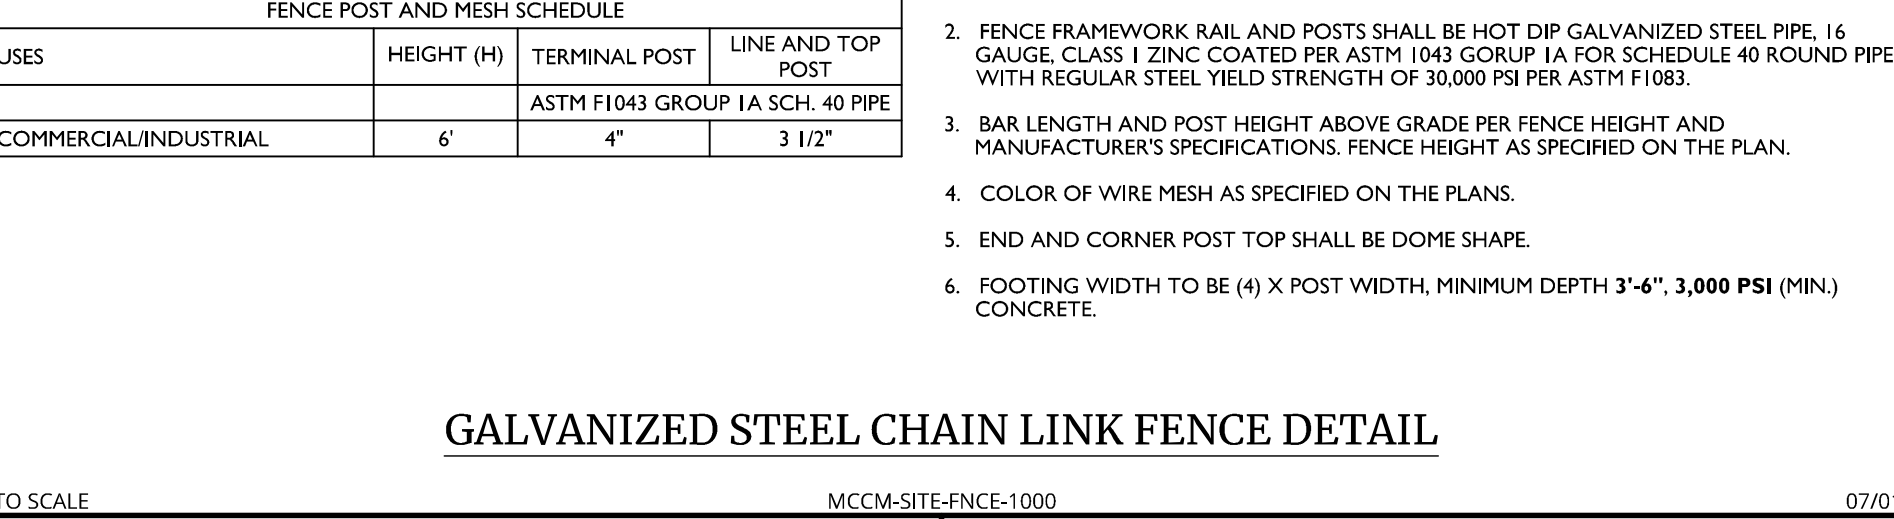 FENCE POST AND MESH SCHEDULE
USES HEIGHT (H) TERMINAL POST LINE AND TOP
POST
ASTM F1043 GROUP 1A SCH. 40 PIPE
COMMERCIAL/INDUSTRIAL 6' 4" 3 1/2"
2. FENCE FRAMEWORK RAIL AND POSTS SHALL BE HOT DIP GALVANIZED STEEL PIPE, 16
GAUGE, CLASS 1 ZINC COATED PER ASTM 1043 GORUP 1A FOR SCHEDULE 40 ROUND PIPE
WITH REGULAR STEEL YIELD STRENGTH OF 30,000 PSI PER ASTM F1083.
3. BAR LENGTH AND POST HEIGHT ABOVE GRADE PER FENCE HEIGHT AND
MANUFACTURER'S SPECIFICATIONS. FENCE HEIGHT AS SPECIFIED ON THE PLAN.
4. COLOR OF WIRE MESH AS SPECIFIED ON THE PLANS.
5. END AND CORNER POST TOP SHALL BE DOME SHAPE.
6. FOOTING WIDTH TO BE (4) X POST WIDTH, MINIMUM DEPTH 3'-6", 3,000 PSI (MIN.)
CONCRETE.
GALVANIZED STEEL CHAIN LINK FENCE DETAIL
TO SCALE MCCM-SITE-FNCE-1000 07/0